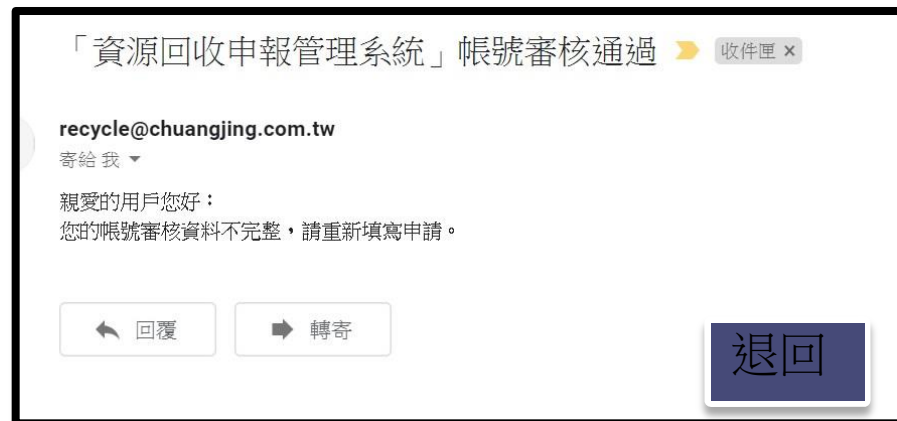 「資源回收申報管理系統」帳號審核通過 收件匣 ×
recycle@chuangjing.com.tw
寄給 我
親愛的用戶您好：
您的帳號審核資料不完整，請重新填寫申請。
回覆 轉寄
退回